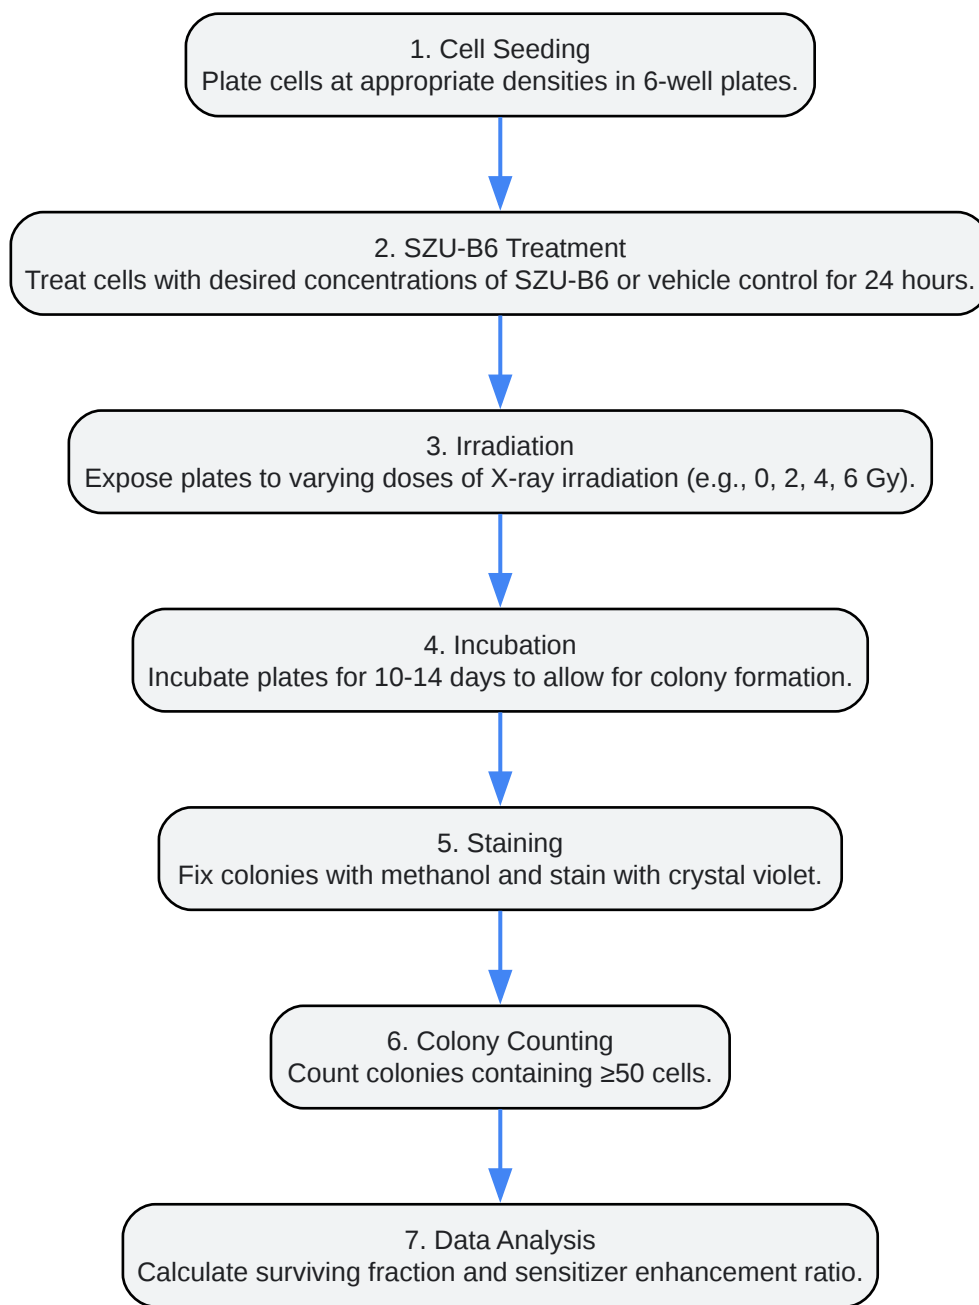 1. Cell Seeding
Plate cells at appropriate densities in 6-well plates.
2. SZU-B6 Treatment
Treat cells with desired concentrations of SZU-B6 or vehicle control for 24 hours.
3. Irradiation
Expose plates to varying doses of X-ray irradiation (e.g., 0, 2, 4, 6 Gy).
4. Incubation
Incubate plates for 10-14 days to allow for colony formation.
5. Staining
Fix colonies with methanol and stain with crystal violet.
6. Colony Counting
Count colonies containing ≥50 cells.
7. Data Analysis
Calculate surviving fraction and sensitizer enhancement ratio.